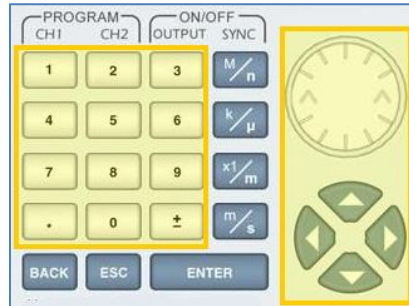 PROGRAM ON/OFF
CH1 CH2 OUTPUT SYNC
1 2 3 M/n
4 5 6 k/μ
7 8 9 x1/m
. 0 ± m/s
BACK ESC ENTER